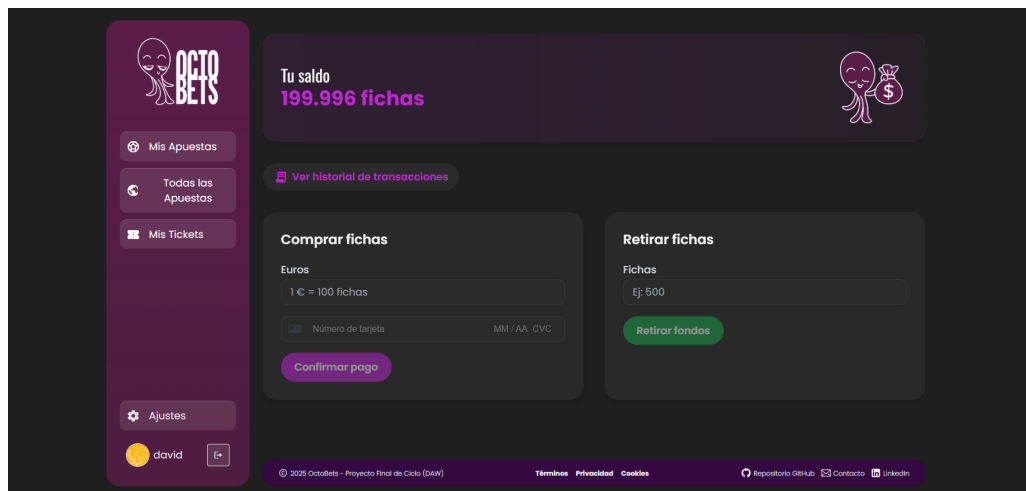 OCTO
BETS
Mis Apuestas
Todas las
Apuestas
Mis Tickets
Ajustes
david
Tu saldo
199.996 fichas
$
Ver historial de transacciones
Comprar fichas
Euros
1 € = 100 fichas
Número de tarjeta MM / AA CVC
Confirmar pago
Retirar fichas
Fichas
Ej: 500
Retirar fondos
© 2025 OctoBets - Proyecto Final de Ciclo (DAW) Términos Privacidad Cookies Repositorio GitHub Contacto LinkedIn